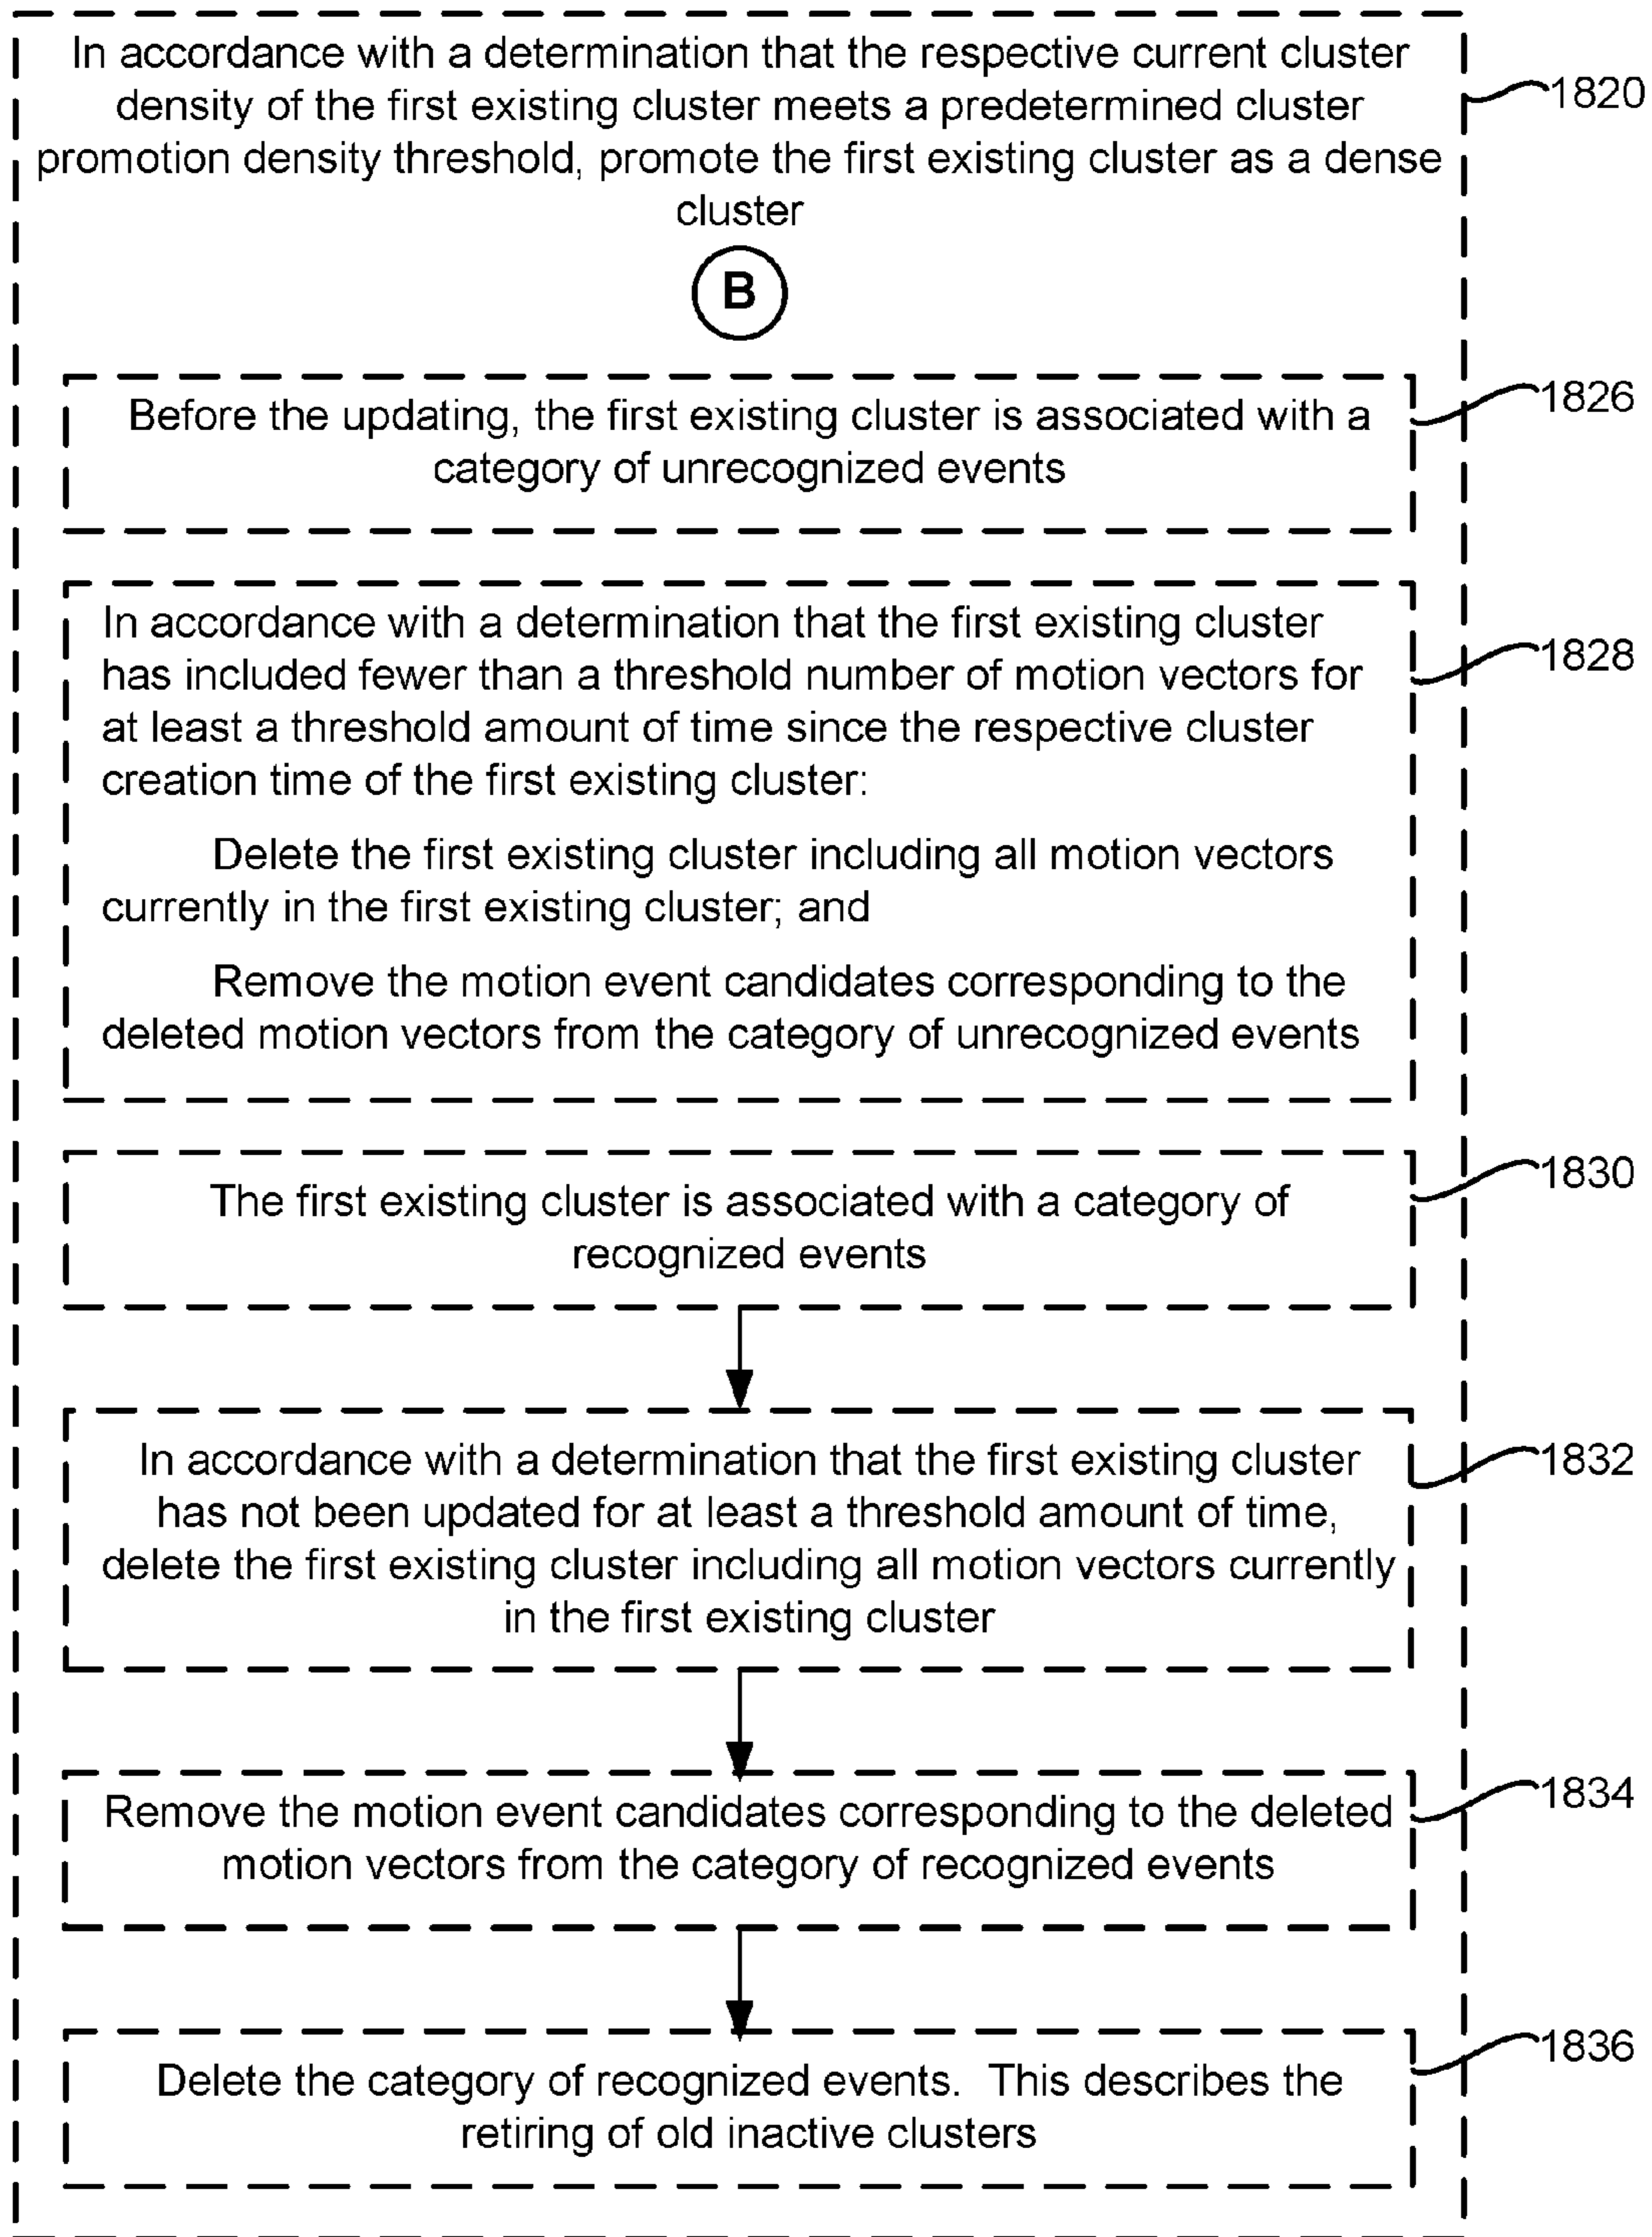 In accordance with a determination that the respective current cluster
density of the first existing cluster meets a predetermined cluster
promotion density threshold, promote the first existing cluster as a dense
cluster
1820
B
Before the updating, the first existing cluster is associated with a
category of unrecognized events
1826
In accordance with a determination that the first existing cluster
has included fewer than a threshold number of motion vectors for
at least a threshold amount of time since the respective cluster
creation time of the first existing cluster:
Delete the first existing cluster including all motion vectors
currently in the first existing cluster; and
Remove the motion event candidates corresponding to the
deleted motion vectors from the category of unrecognized events
1828
The first existing cluster is associated with a category of
recognized events
1830
In accordance with a determination that the first existing cluster
has not been updated for at least a threshold amount of time,
delete the first existing cluster including all motion vectors currently
in the first existing cluster
1832
Remove the motion event candidates corresponding to the deleted
motion vectors from the category of recognized events
1834
Delete the category of recognized events.  This describes the
retiring of old inactive clusters
1836